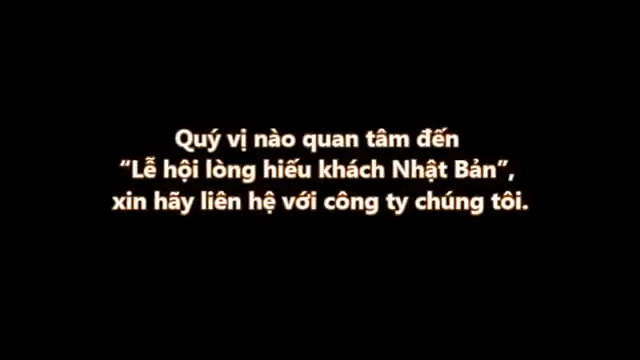 Quý vị nào quan tâm đến
“Lễ hội lòng hiếu khách Nhật Bản”,
xin hãy liên hệ với công ty chúng tôi.